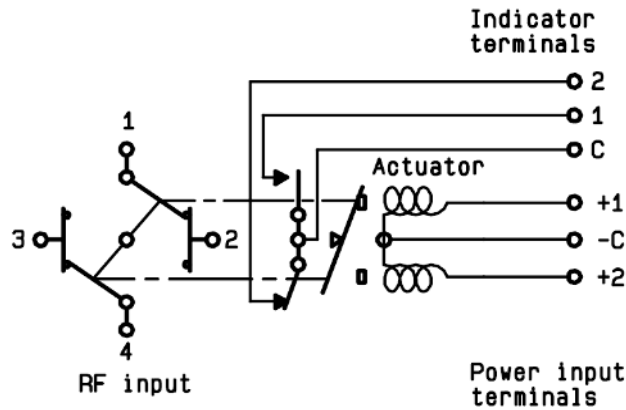 Indicator
terminals
2
1
1
C
Actuator
+1
3
2
-C
+2
4
RF input
Power input
terminals